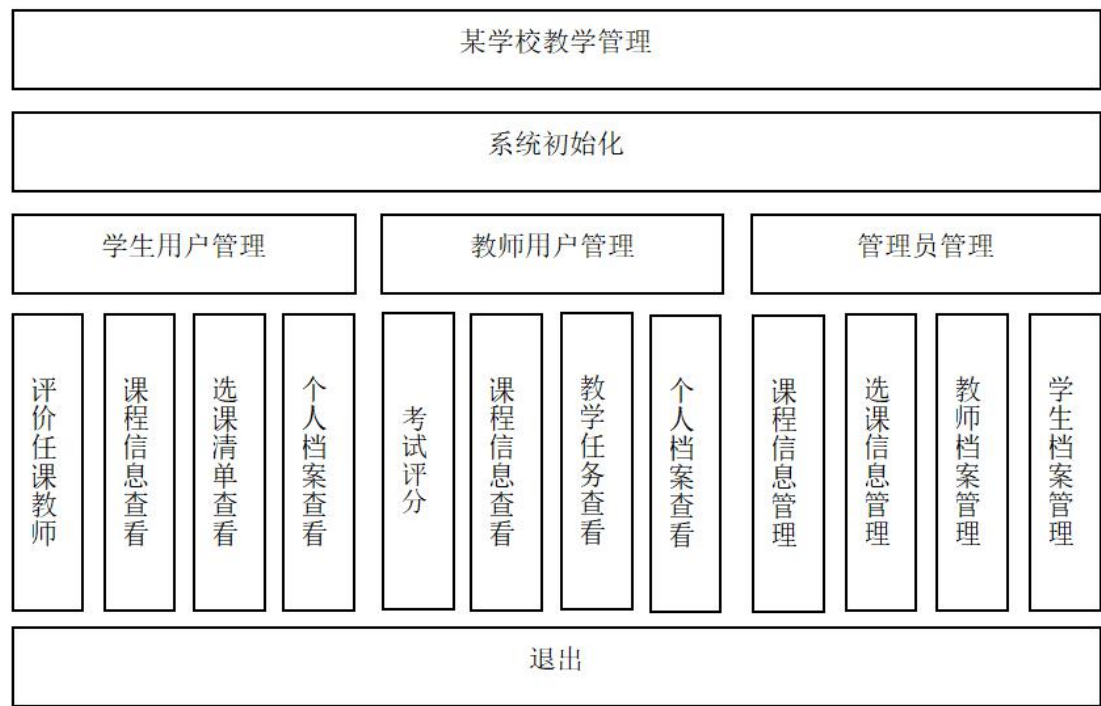 某学校教学管理
系统初始化
学生用户管理
教师用户管理
管理员管理
评价任课教师
课程信息查看
选课清单查看
个人档案查看
考试评分
课程信息查看
教学任务查看
个人档案查看
课程信息管理
选课信息管理
教师档案管理
学生档案管理
退出